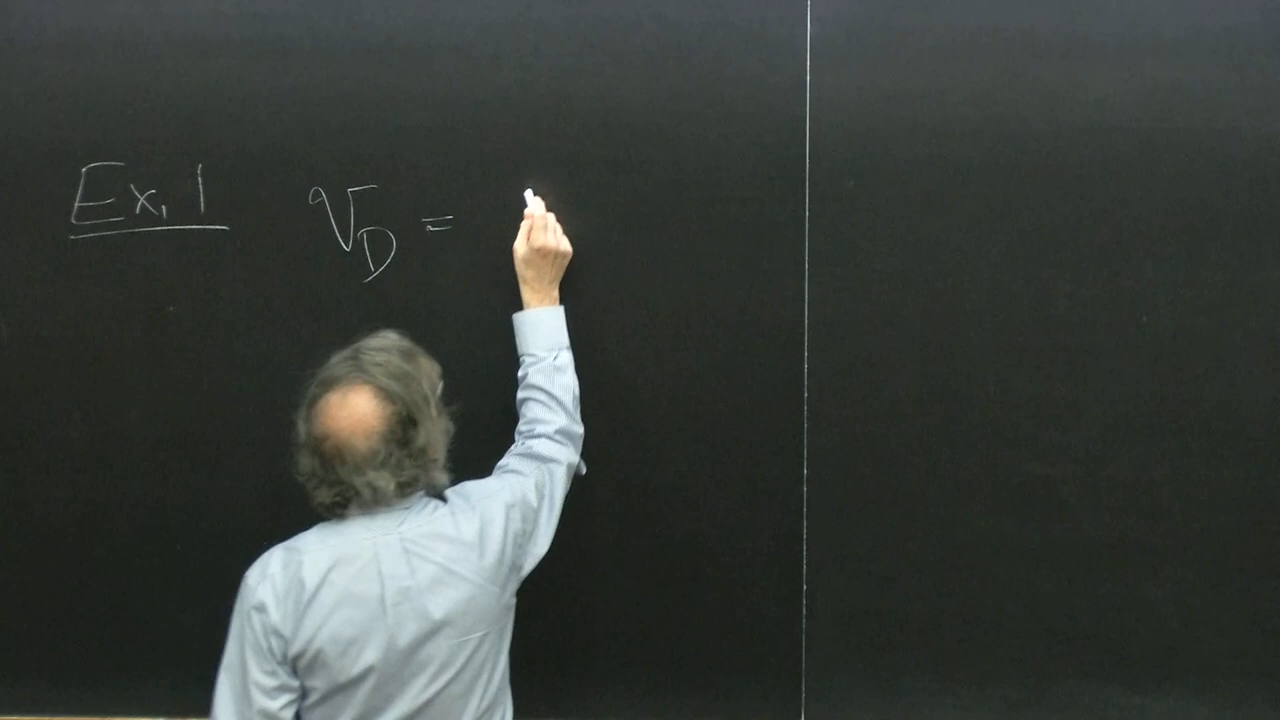 Ex. 1 V_D =